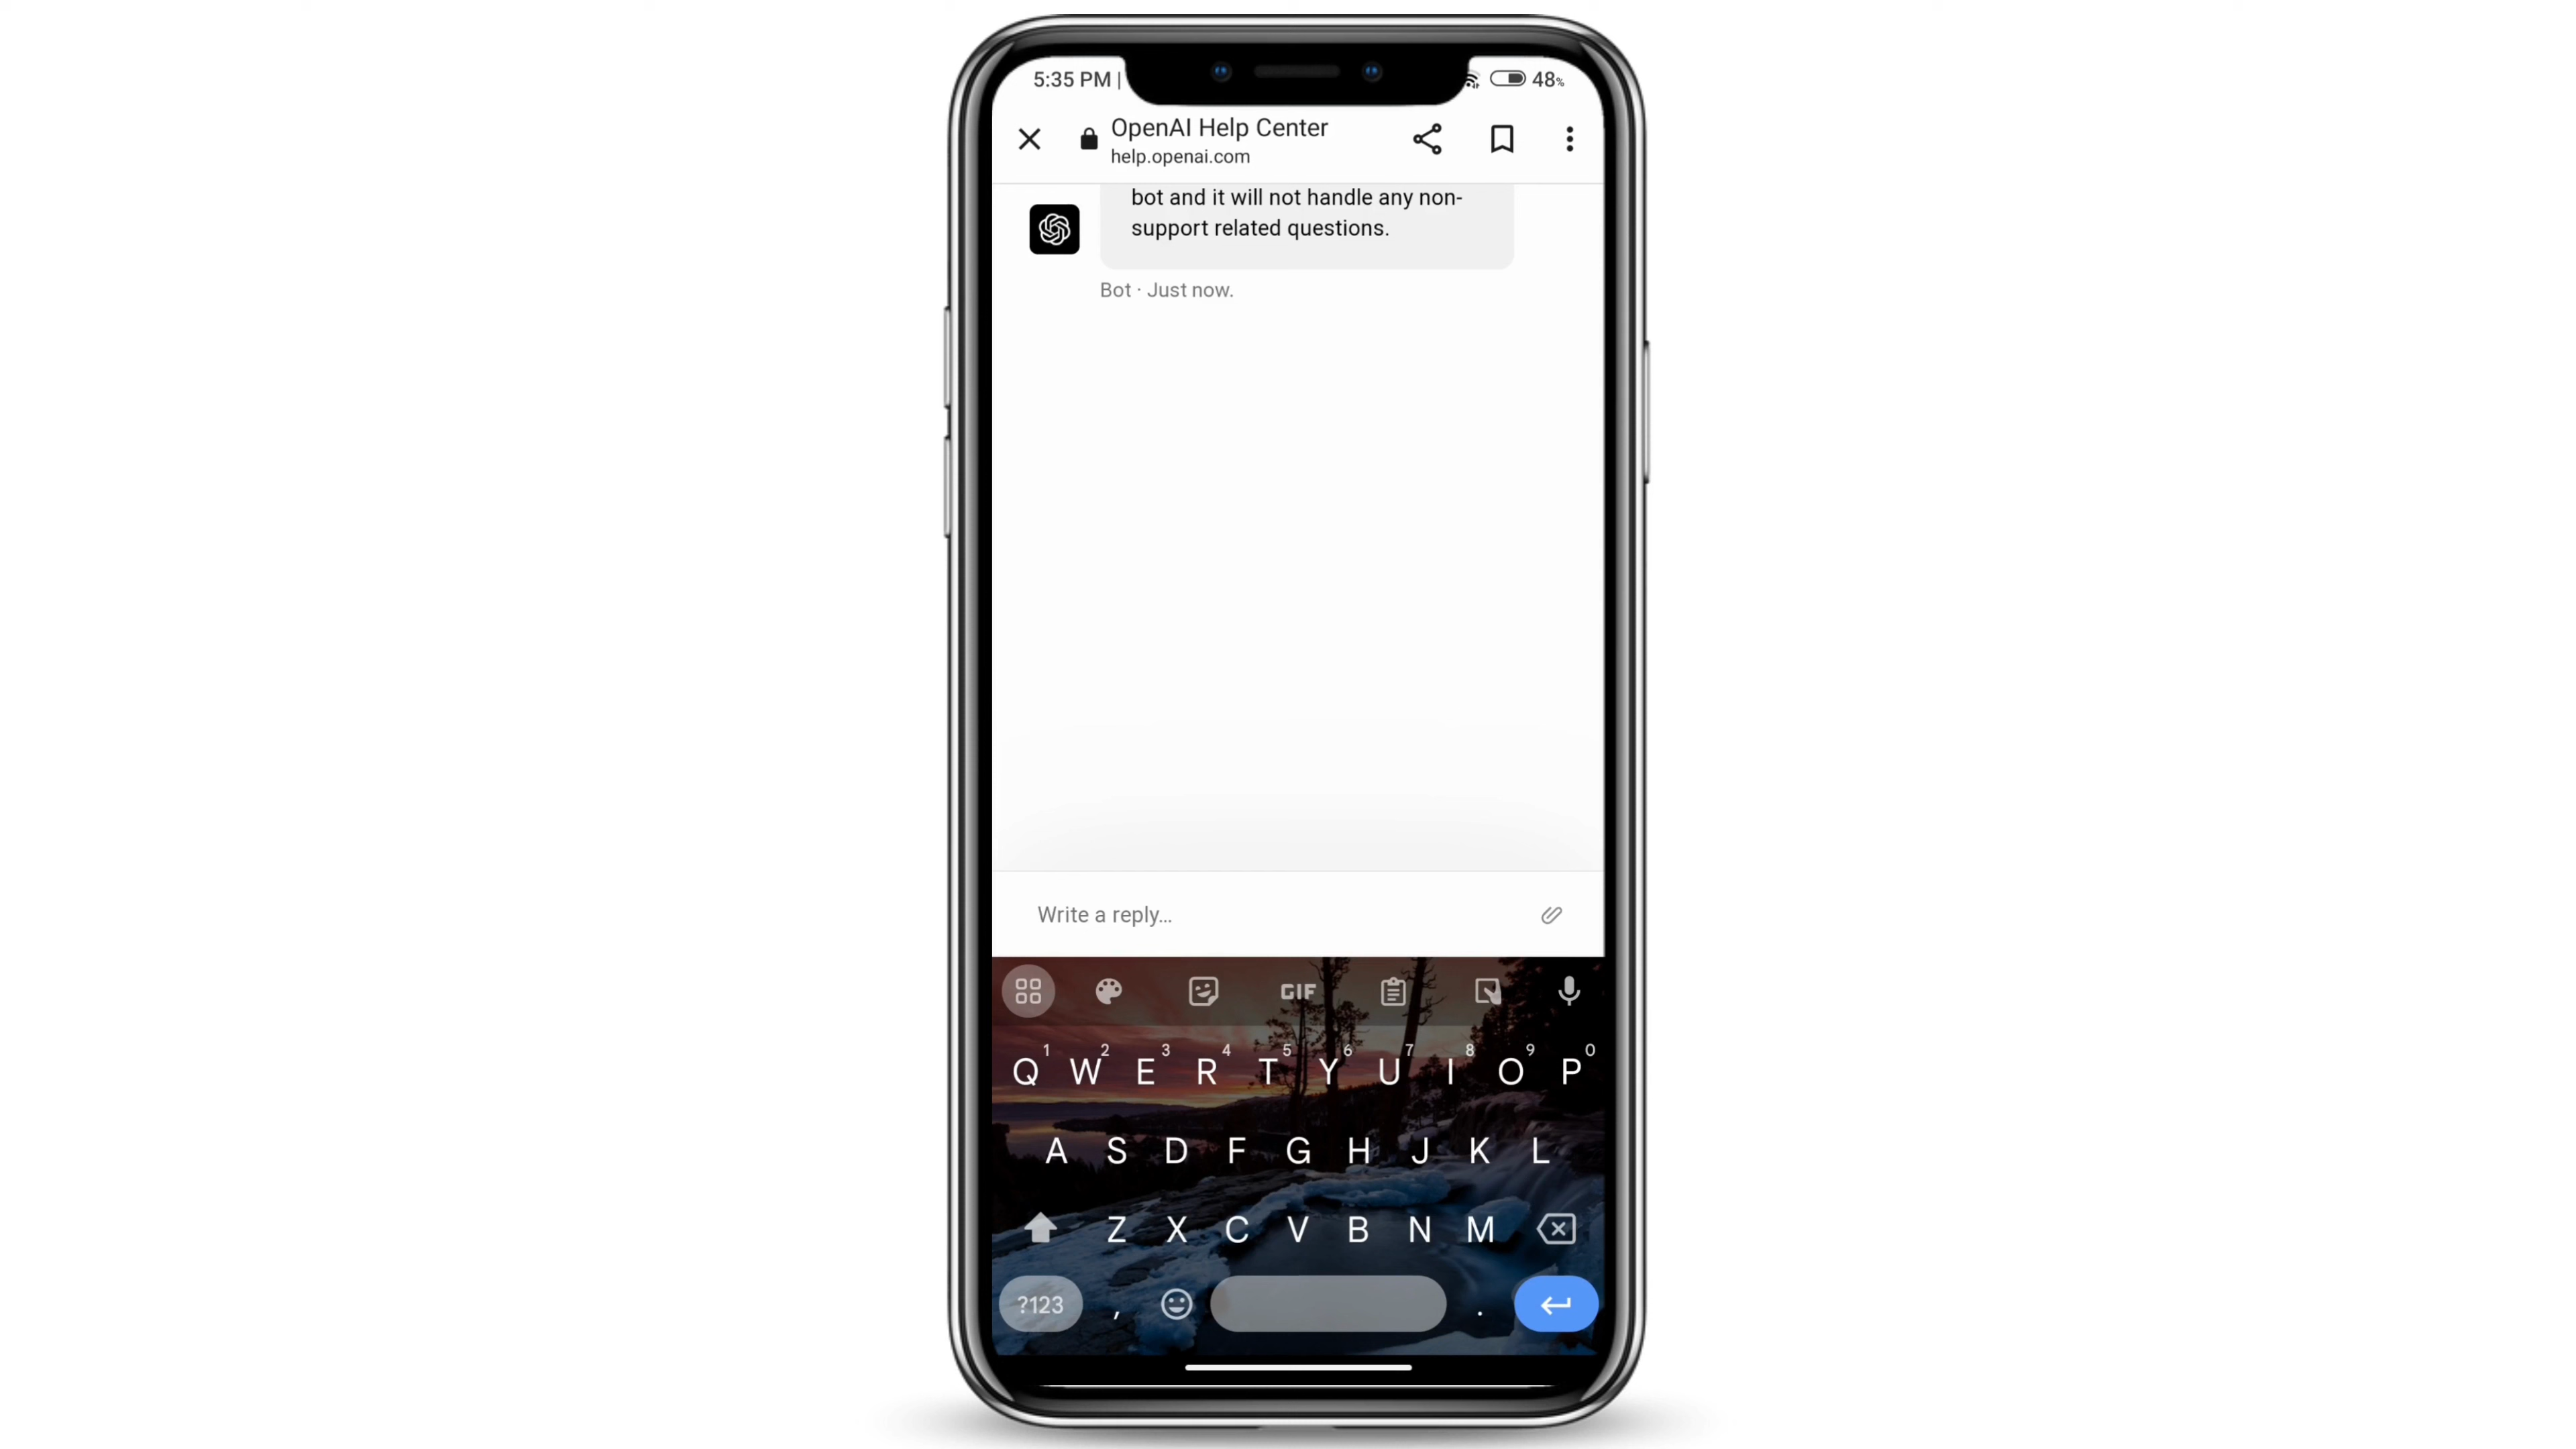 5:35 PM |
48%
OpenAI Help Center
help.openai.com
bot and it will not handle any non-
support related questions.
Bot · Just now.
Write a reply...
GIF
1 2 3 4 5 6 7 8 9 0
Q W E R T Y U I O P
A S D F G H J K L
Z X C V B N M
?123 , .